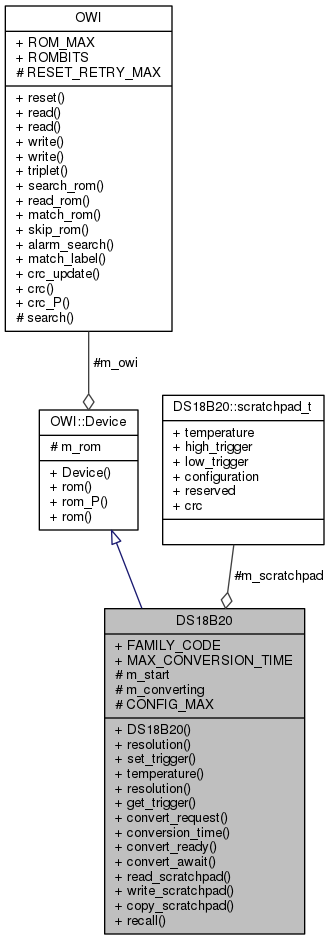 OWI
+ ROM_MAX
+ ROMBITS
# RESET_RETRY_MAX
+ reset()
+ read()
+ read()
+ write()
+ write()
+ triplet()
+ search_rom()
+ read_rom()
+ match_rom()
+ skip_rom()
+ alarm_search()
+ match_label()
+ crc_update()
+ crc()
+ crc_P()
# search()
#m_owi
OWI::Device
# m_rom
+ Device()
+ rom()
+ rom_P()
+ rom()
DS18B20::scratchpad_t
+ temperature
+ high_trigger
+ low_trigger
+ configuration
+ reserved
+ crc
#m_scratchpad
DS18B20
+ FAMILY_CODE
+ MAX_CONVERSION_TIME
# m_start
# m_converting
# CONFIG_MAX
+ DS18B20()
+ resolution()
+ set_trigger()
+ temperature()
+ resolution()
+ get_trigger()
+ convert_request()
+ conversion_time()
+ convert_ready()
+ convert_await()
+ read_scratchpad()
+ write_scratchpad()
+ copy_scratchpad()
+ recall()